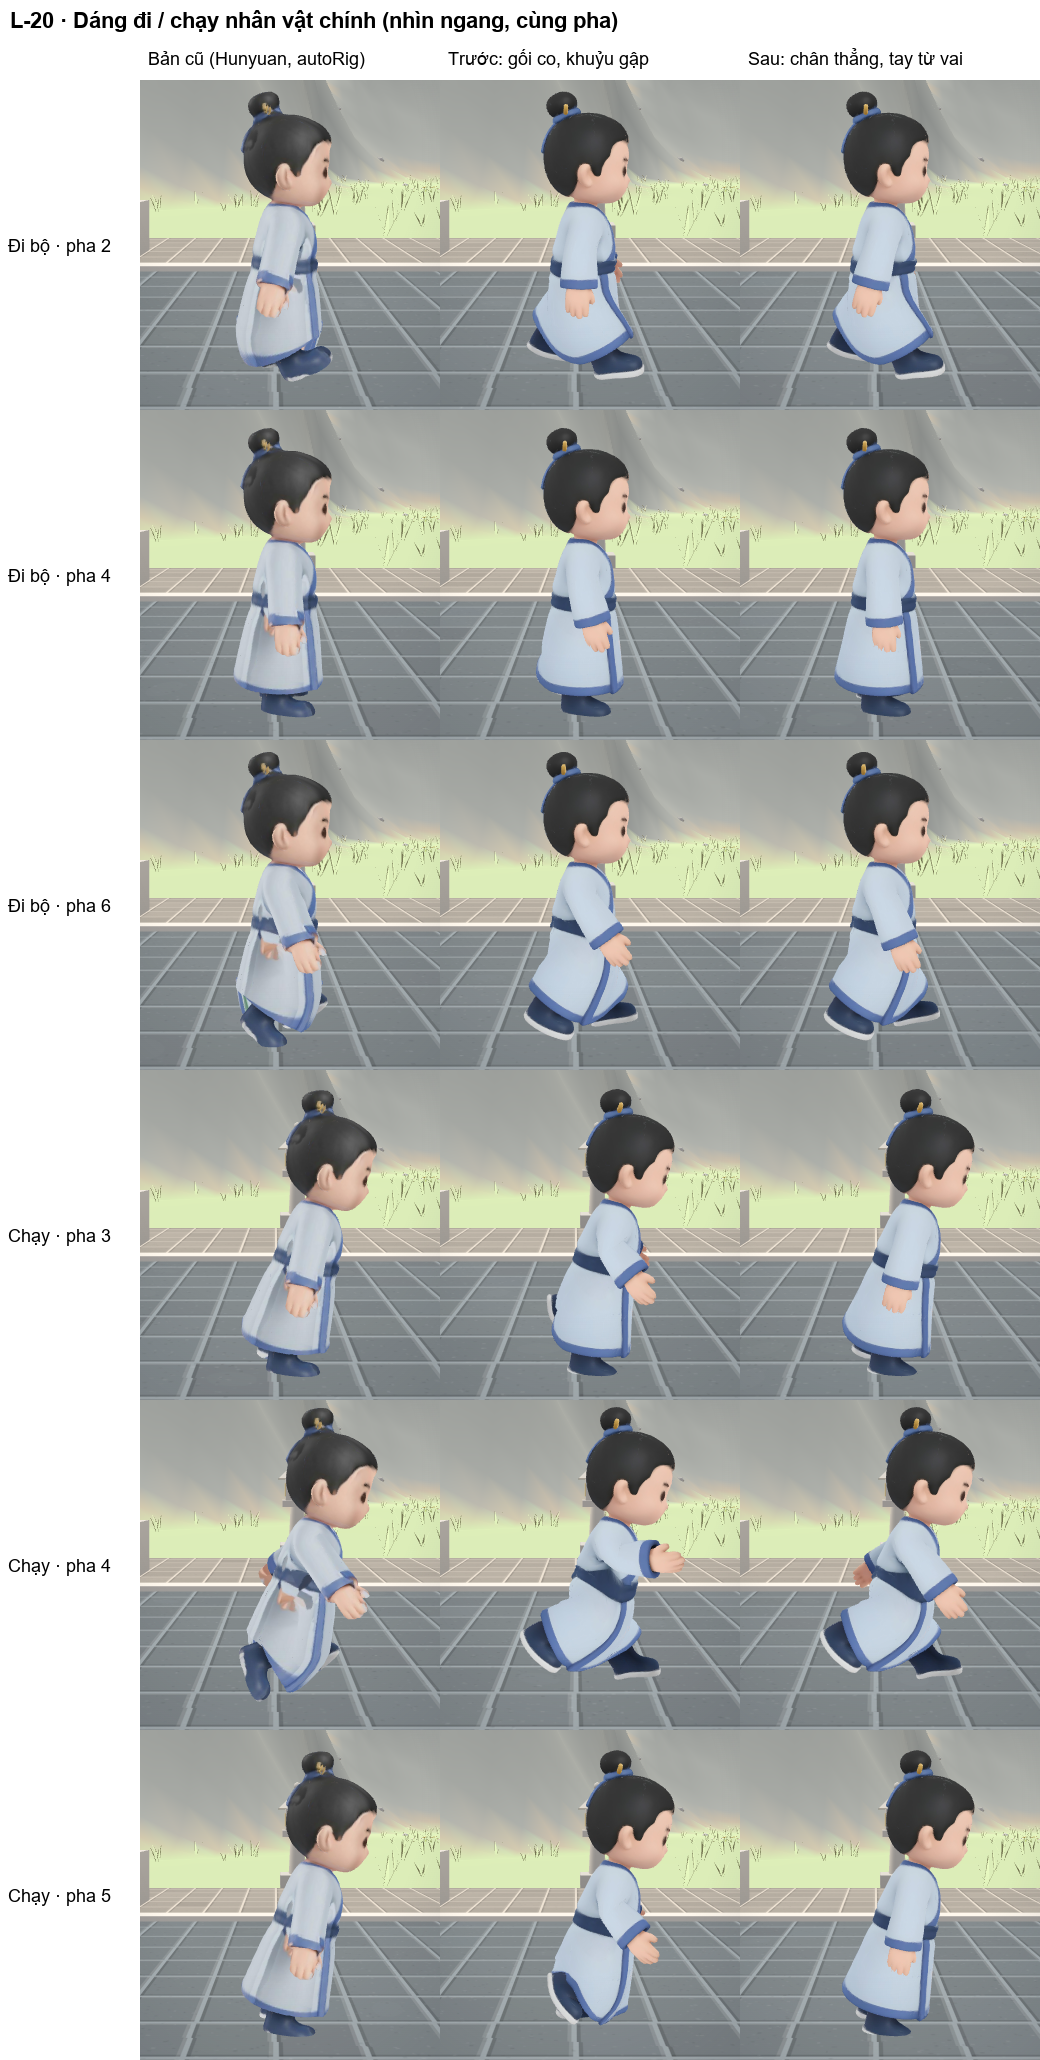 L-20 · Dáng đi / chạy nhân vật chính (nhìn ngang, cùng pha)
Bản cũ (Hunyuan, autoRig) Trước: gối co, khuỷu gập Sau: chân thẳng, tay từ vai
Đi bộ · pha 2
Đi bộ · pha 4
Đi bộ · pha 6
Chạy · pha 3
Chạy · pha 4
Chạy · pha 5